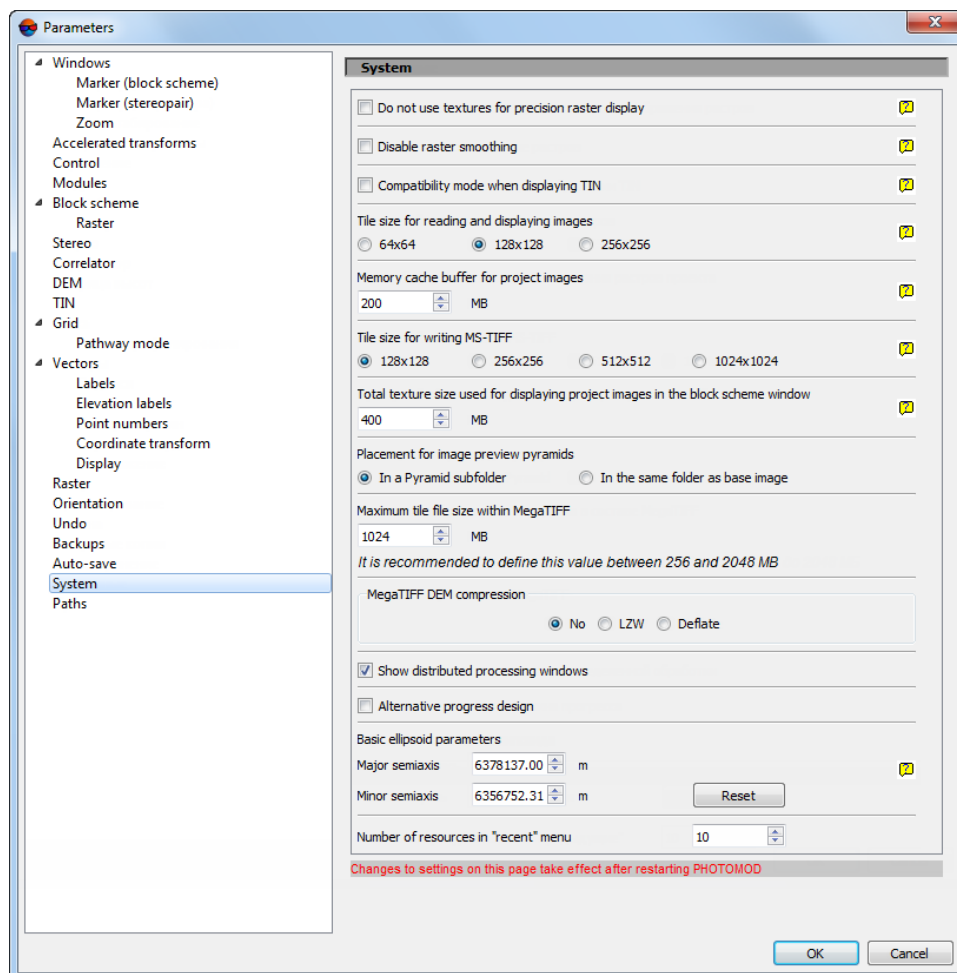 Parameters
Windows
Marker (block scheme)
Marker (stereopair)
Zoom
Accelerated transforms
Control
Modules
Block scheme
Raster
Stereo
Correlator
DEM
TIN
Grid
Pathway mode
Vectors
Labels
Elevation labels
Point numbers
Coordinate transform
Display
Raster
Orientation
Undo
Backups
Auto-save
System
Paths
System
Do not use textures for precision raster display
Disable raster smoothing
Compatibility mode when displaying TIN
Tile size for reading and displaying images
64x64 128x128 256x256
Memory cache buffer for project images
200 MB
Tile size for writing MS-TIFF
128x128 256x256 512x512 1024x1024
Total texture size used for displaying project images in the block scheme window
400 MB
Placement for image preview pyramids
In a Pyramid subfolder In the same folder as base image
Maximum tile file size within MegaTIFF
1024 MB
It is recommended to define this value between 256 and 2048 MB
MegaTIFF DEM compression
No LZW Deflate
Show distributed processing windows
Alternative progress design
Basic ellipsoid parameters
Major semiaxis 6378137.00 m
Minor semiaxis 6356752.31 m Reset
Number of resources in "recent" menu 10
Changes to settings on this page take effect after restarting PHOTOMOD
OK Cancel